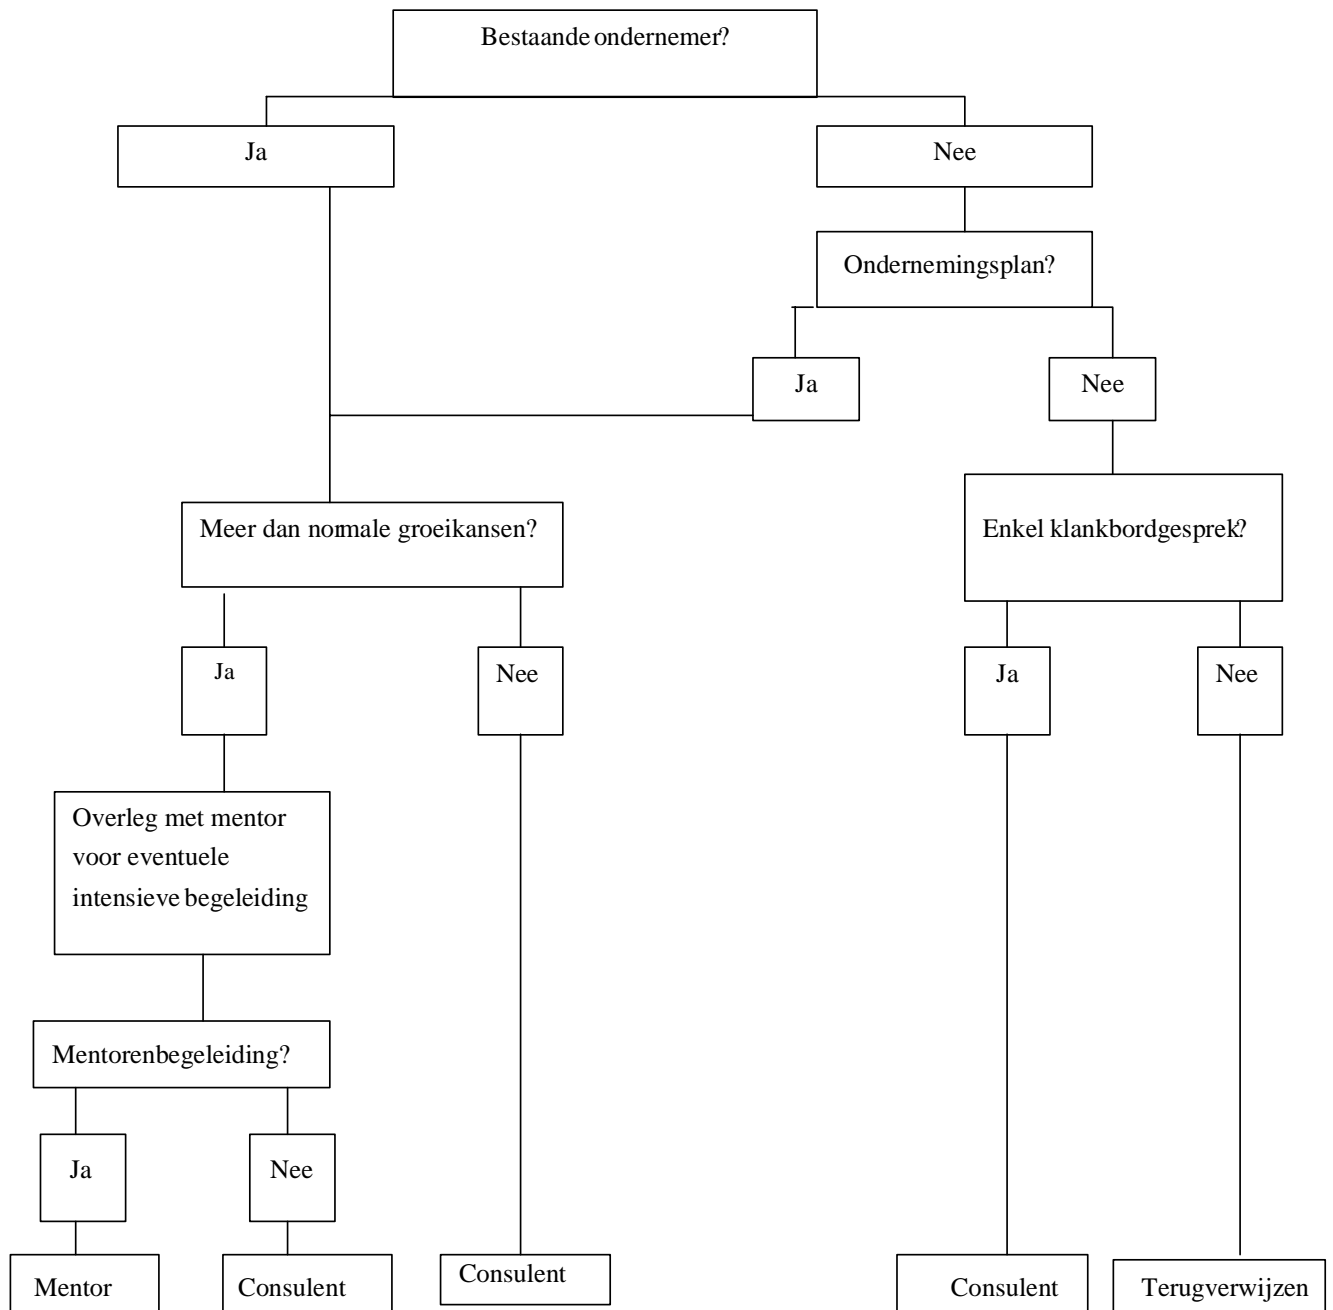 Bestaande ondernemer?
Ja
Nee
Ondernemingsplan?
Ja
Nee
Meer dan normale groeikansen?
Enkel klankbordgesprek?
Ja
Nee
Ja
Nee
Overleg met mentor
voor eventuele
intensieve begeleiding
Mentorenbegeleiding?
Ja
Nee
Mentor
Consulent
Consulent
Consulent
Terugverwijzen